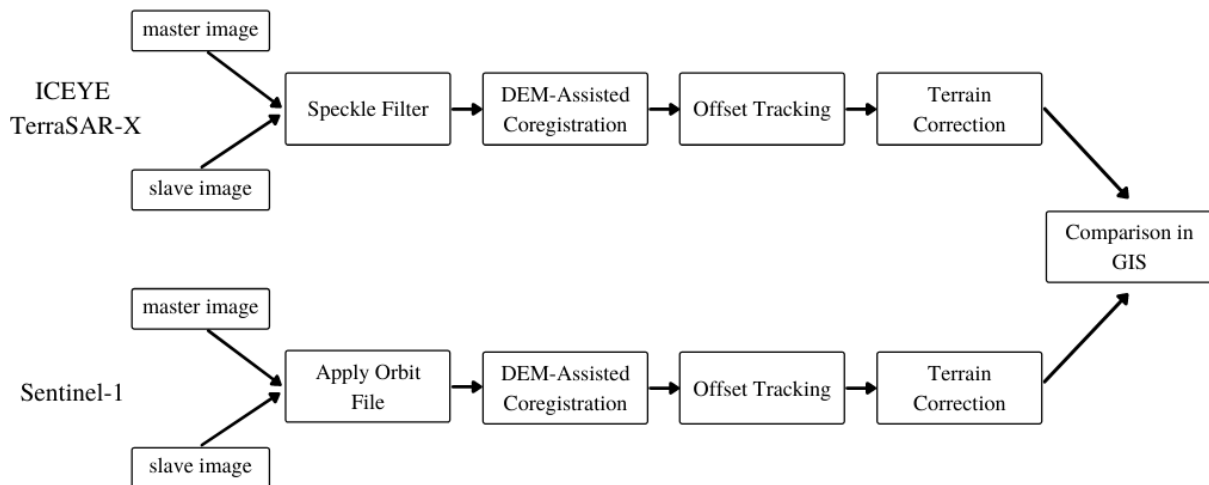 master image
ICEYE
TerraSAR-X
Speckle Filter
DEM-Assisted
Coregistration
Offset Tracking
Terrain
Correction
slave image
Comparison in
GIS
master image
Sentinel-1
Apply Orbit
File
DEM-Assisted
Coregistration
Offset Tracking
Terrain
Correction
slave image